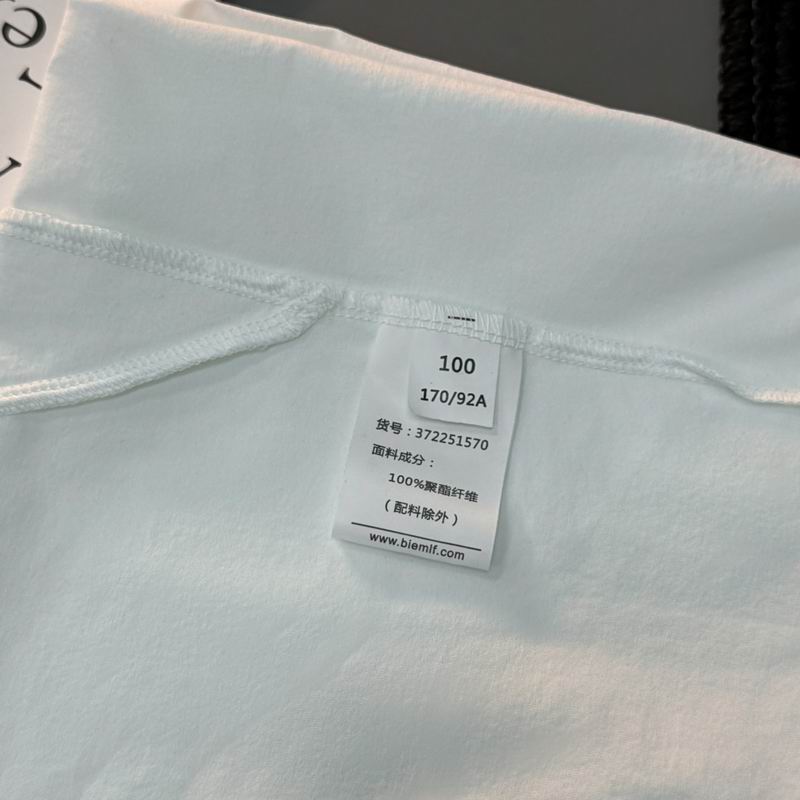 100
170/92A
货号：372251570
面料成分：
100%聚酯纤维
（配料除外）
www.biemlf.com